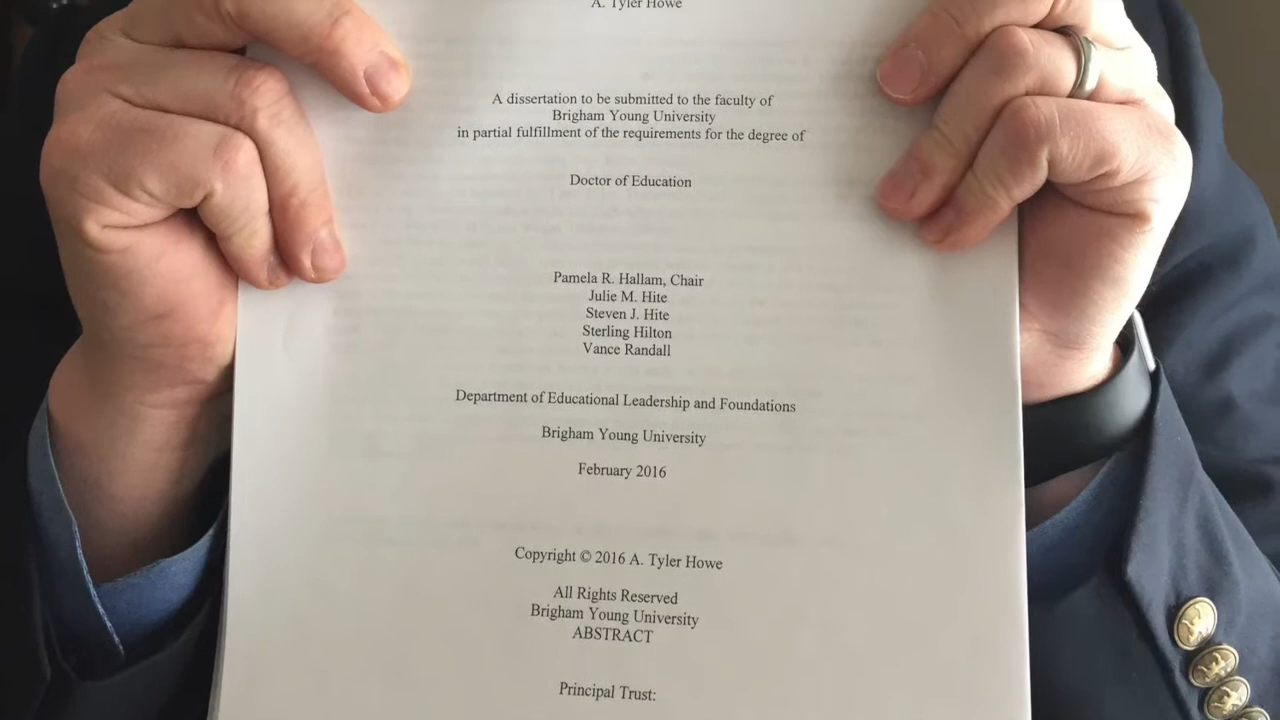 A. Tyler Howe
A dissertation to be submitted to the faculty of
Brigham Young University
in partial fulfillment of the requirements for the degree of
Doctor of Education
Pamela R. Hallam, Chair
Julie M. Hite
Steven J. Hite
Sterling Hilton
Vance Randall
Department of Educational Leadership and Foundations
Brigham Young University
February 2016
Copyright © 2016 A. Tyler Howe
All Rights Reserved
Brigham Young University
ABSTRACT
Principal Trust: